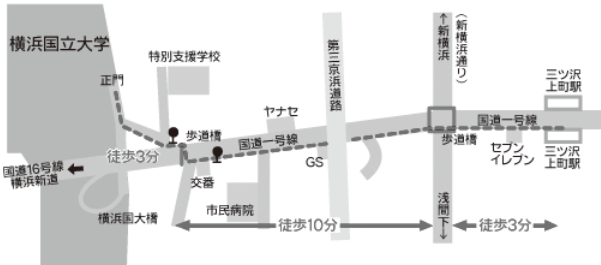 横浜国立大学
正門
特別支援学校
第三京浜道路
←新横浜
(新横浜通り)
三ツ沢
上町駅
ヤナセ
歩道橋
国道一号線
国道一号線
徒歩3分
歩道橋
セブン
イレブン
三ツ沢
上町駅
GS
国道16号線
横浜新道
交番
横浜国大橋
市民病院
徒歩10分
浅間下→
徒歩3分